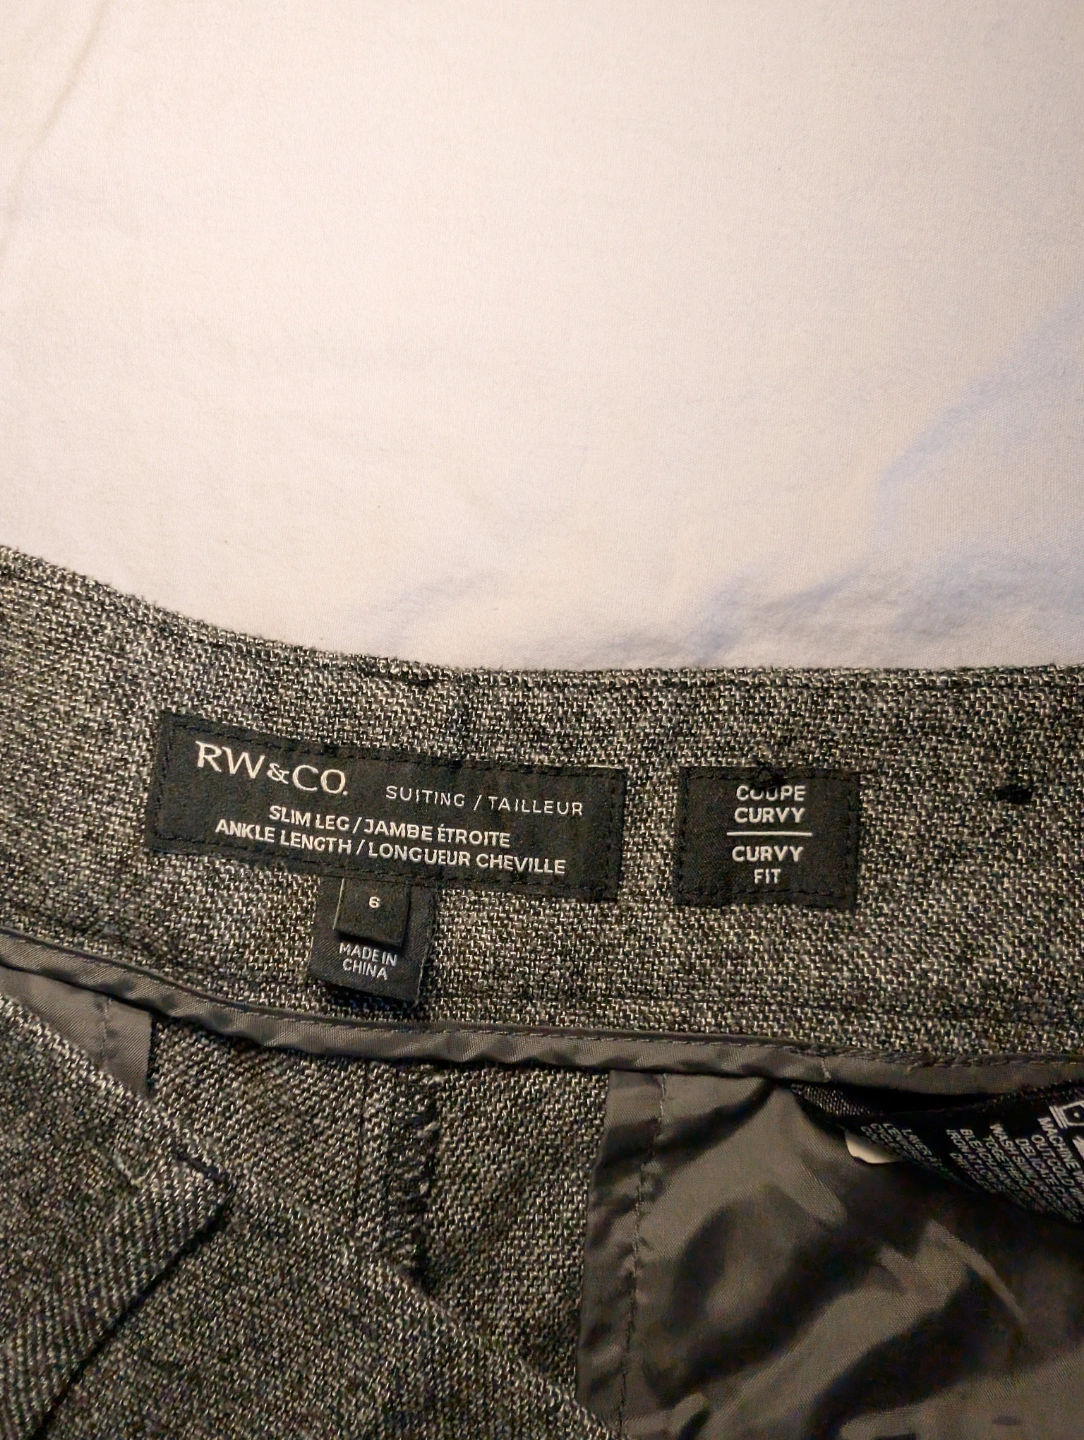 RW&CO. SUITING / TAILLEUR
SLIM LEG / JAMBE ÉTROITE
ANKLE LENGTH / LONGUEUR CHEVILLE
6
MADE IN
CHINA
COUPE
CURVY
CURVY
FIT